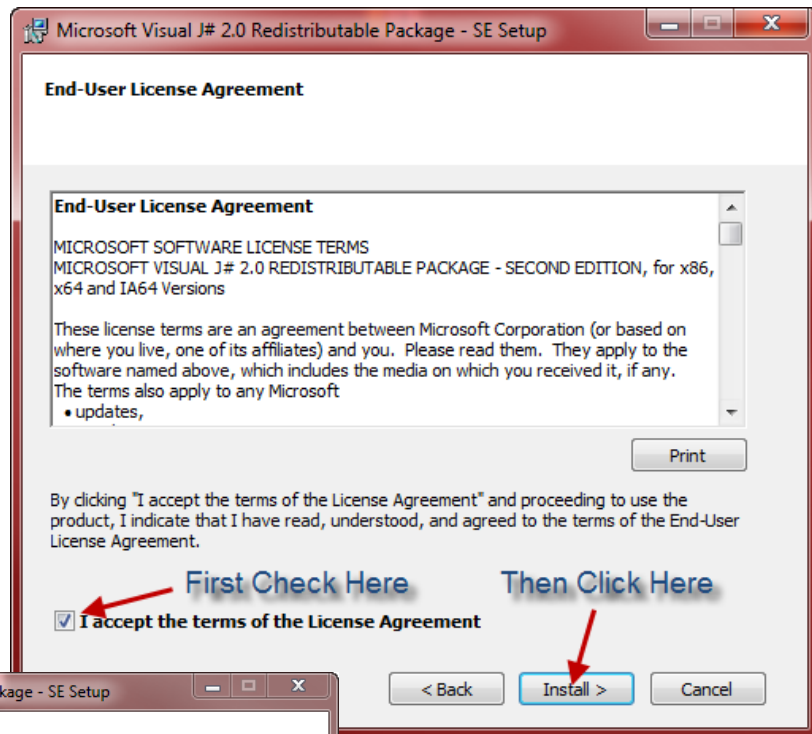 Microsoft Visual J# 2.0 Redistributable Package - SE Setup
End-User License Agreement
End-User License Agreement
MICROSOFT SOFTWARE LICENSE TERMS
MICROSOFT VISUAL J# 2.0 REDISTRIBUTABLE PACKAGE - SECOND EDITION, for x86,
x64 and IA64 Versions
These license terms are an agreement between Microsoft Corporation (or based on
where you live, one of its affiliates) and you.  Please read them.  They apply to the
software named above, which includes the media on which you received it, if any.
The terms also apply to any Microsoft
• updates,
Print
By clicking "I accept the terms of the License Agreement" and proceeding to use the
product, I indicate that I have read, understood, and agreed to the terms of the End-User
License Agreement.
First Check Here
Then Click Here
I accept the terms of the License Agreement
< Back
Install >
Cancel
kage - SE Setup